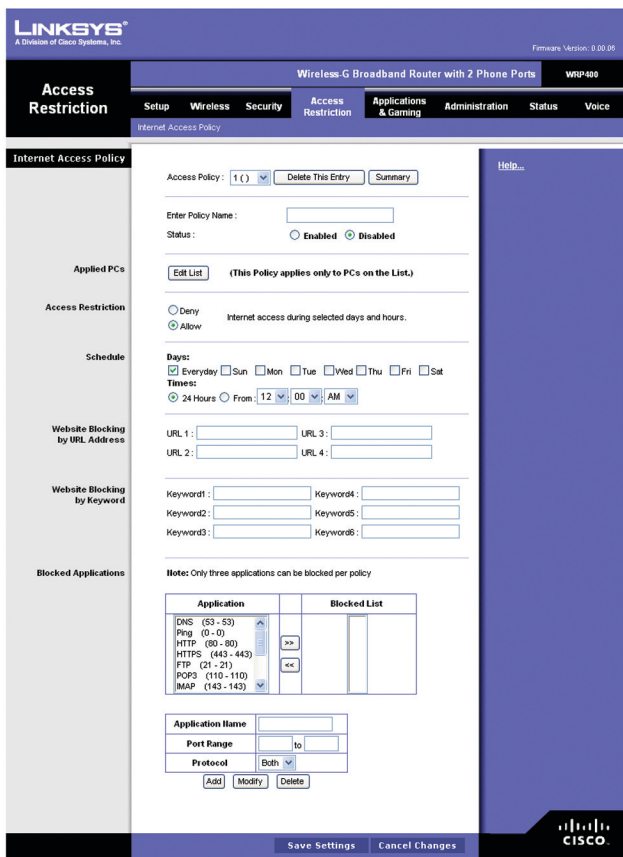 LINKSYS®
A Division of Cisco Systems, Inc.
Firmware Version: 0.00.06
Wireless-G Broadband Router with 2 Phone Ports WRP400
Access Restriction
Setup Wireless Security Access Restriction Applications & Gaming Administration Status Voice
Internet Access Policy
Internet Access Policy
Help...
Access Policy : 1 ( ) Delete This Entry Summary
Enter Policy Name :
Status : Enabled Disabled
Applied PCs
Edit List (This Policy applies only to PCs on the List.)
Access Restriction
Deny
Internet access during selected days and hours.
Allow
Schedule
Days:
Everyday Sun Mon Tue Wed Thu Fri Sat
Times:
24 Hours From : 12 : 00 AM
Website Blocking by URL Address
URL 1 : URL 3 :
URL 2 : URL 4 :
Website Blocking by Keyword
Keyword1 : Keyword4 :
Keyword2 : Keyword5 :
Keyword3 : Keyword6 :
Blocked Applications
Note: Only three applications can be blocked per policy
Application Blocked List
DNS (53 - 53)
Ping (0 - 0)
HTTP (80 - 80)
HTTPS (443 - 443)
FTP (21 - 21)
POP3 (110 - 110)
IMAP (143 - 143)
>>
<<
Application Name
Port Range to
Protocol Both
Add Modify Delete
Save Settings Cancel Changes
CISCO.